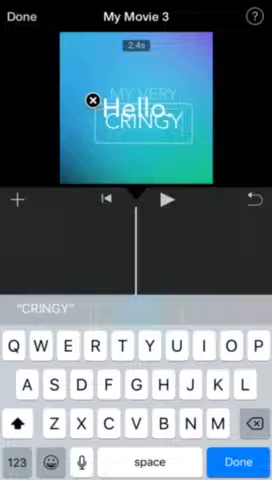 Done
My Movie 3
?
2.4s
MY VERY
Hello.
CRINGY
"CRINGY"
Q W E R T Y U I O P
A S D F G H J K L
Z X C V B N M
123
space
Done